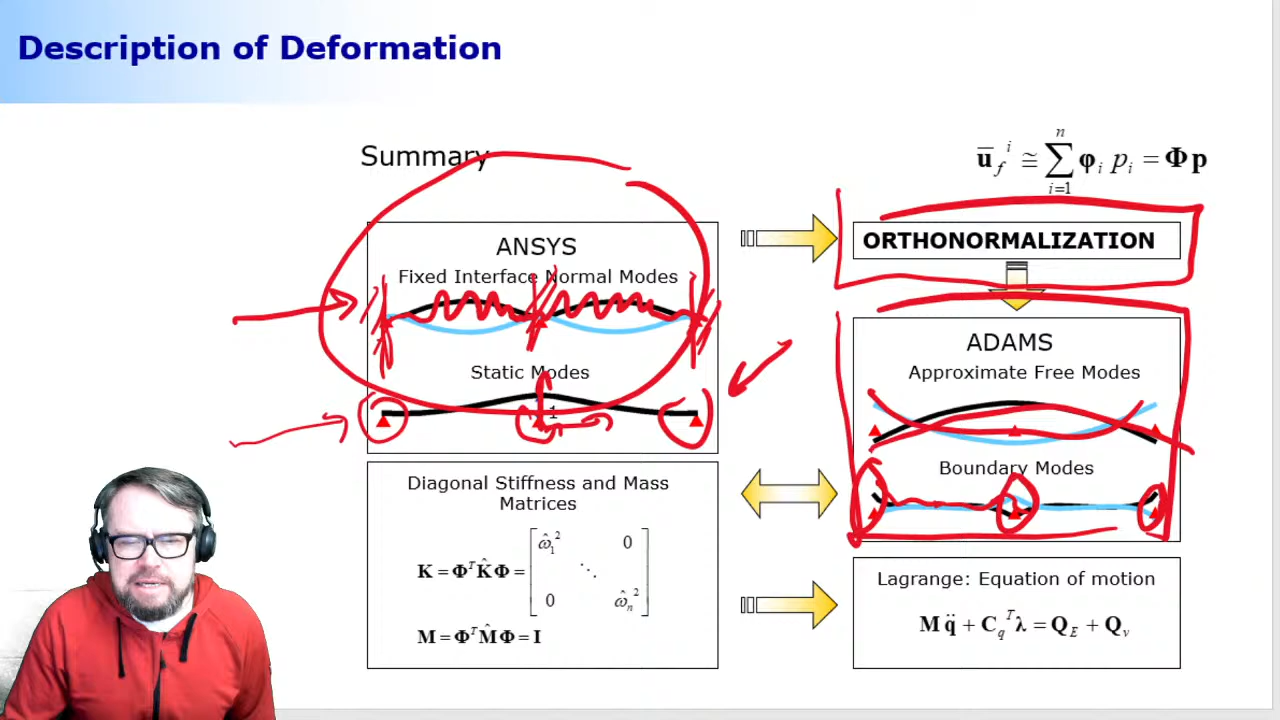 Description of Deformation
Summary
ū_f^i ≅ ∑_{i=1}^{n} φ_i p_i = Φp
ANSYS
Fixed Interface Normal Modes
Static Modes
1
ORTHONORMALIZATION
ADAMS
Approximate Free Modes
Boundary Modes
Diagonal Stiffness and Mass
Matrices
K = Φ^T K̂ Φ = [ω̂_1^2 0 ⋱ 0 ω̂_n^2]
M = Φ^T M̂ Φ = I
Lagrange: Equation of motion
M q̈ + C_q^T λ = Q_E + Q_v